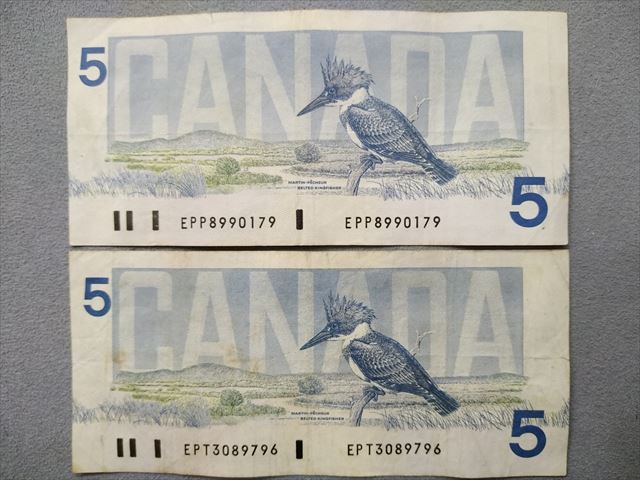 CANADA
5
MARTIN-PÊCHEUR
BELTED KINGFISHER
EPP8990179 EPP8990179
5
CANADA
5
MARTIN-PÊCHEUR
BELTED KINGFISHER
EPT3089796 EPT3089796
5